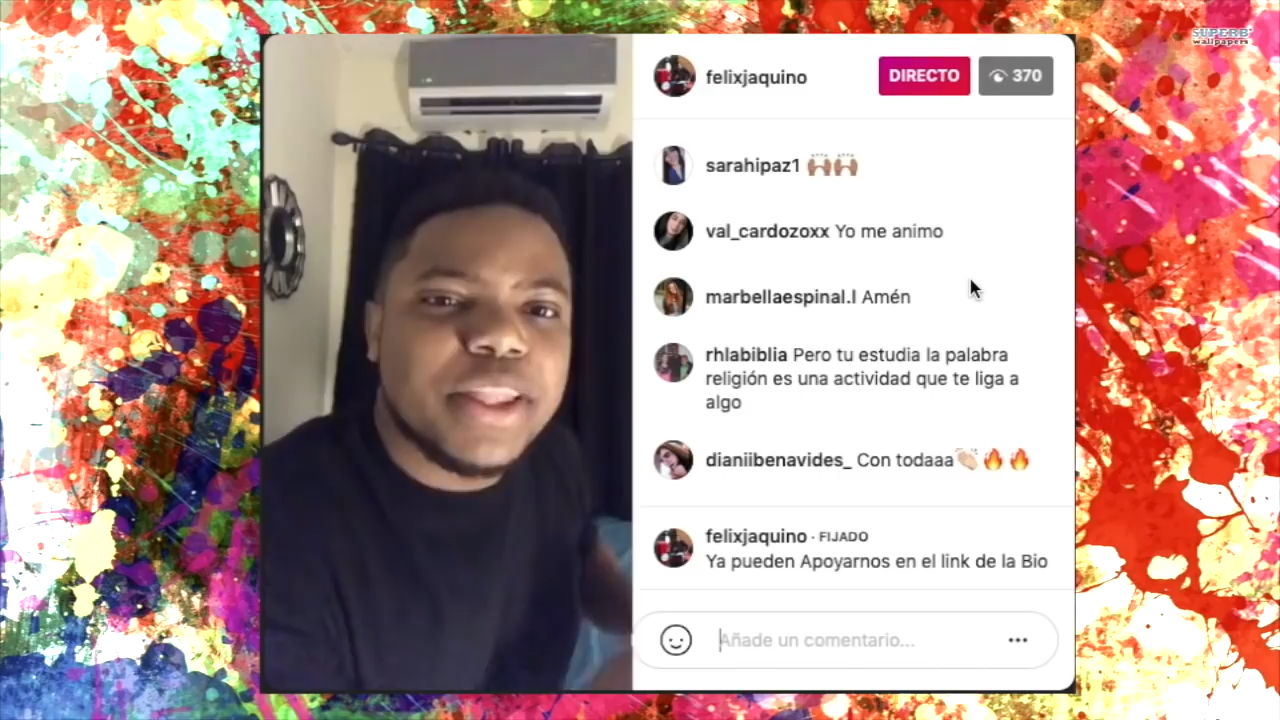 SUPERB
wallpapers
felixjaquino
DIRECTO
370
sarahipaz1 🙌🏽🙌🏽
val_cardozoxx Yo me animo
marbellaespinal.l Amén
rhlabiblia Pero tu estudia la palabra
religión es una actividad que te liga a
algo
dianiibenavides_ Con todaaa👏🏼🔥🔥
felixjaquino · FIJADO
Ya pueden Apoyarnos en el link de la Bio
Añade un comentario...